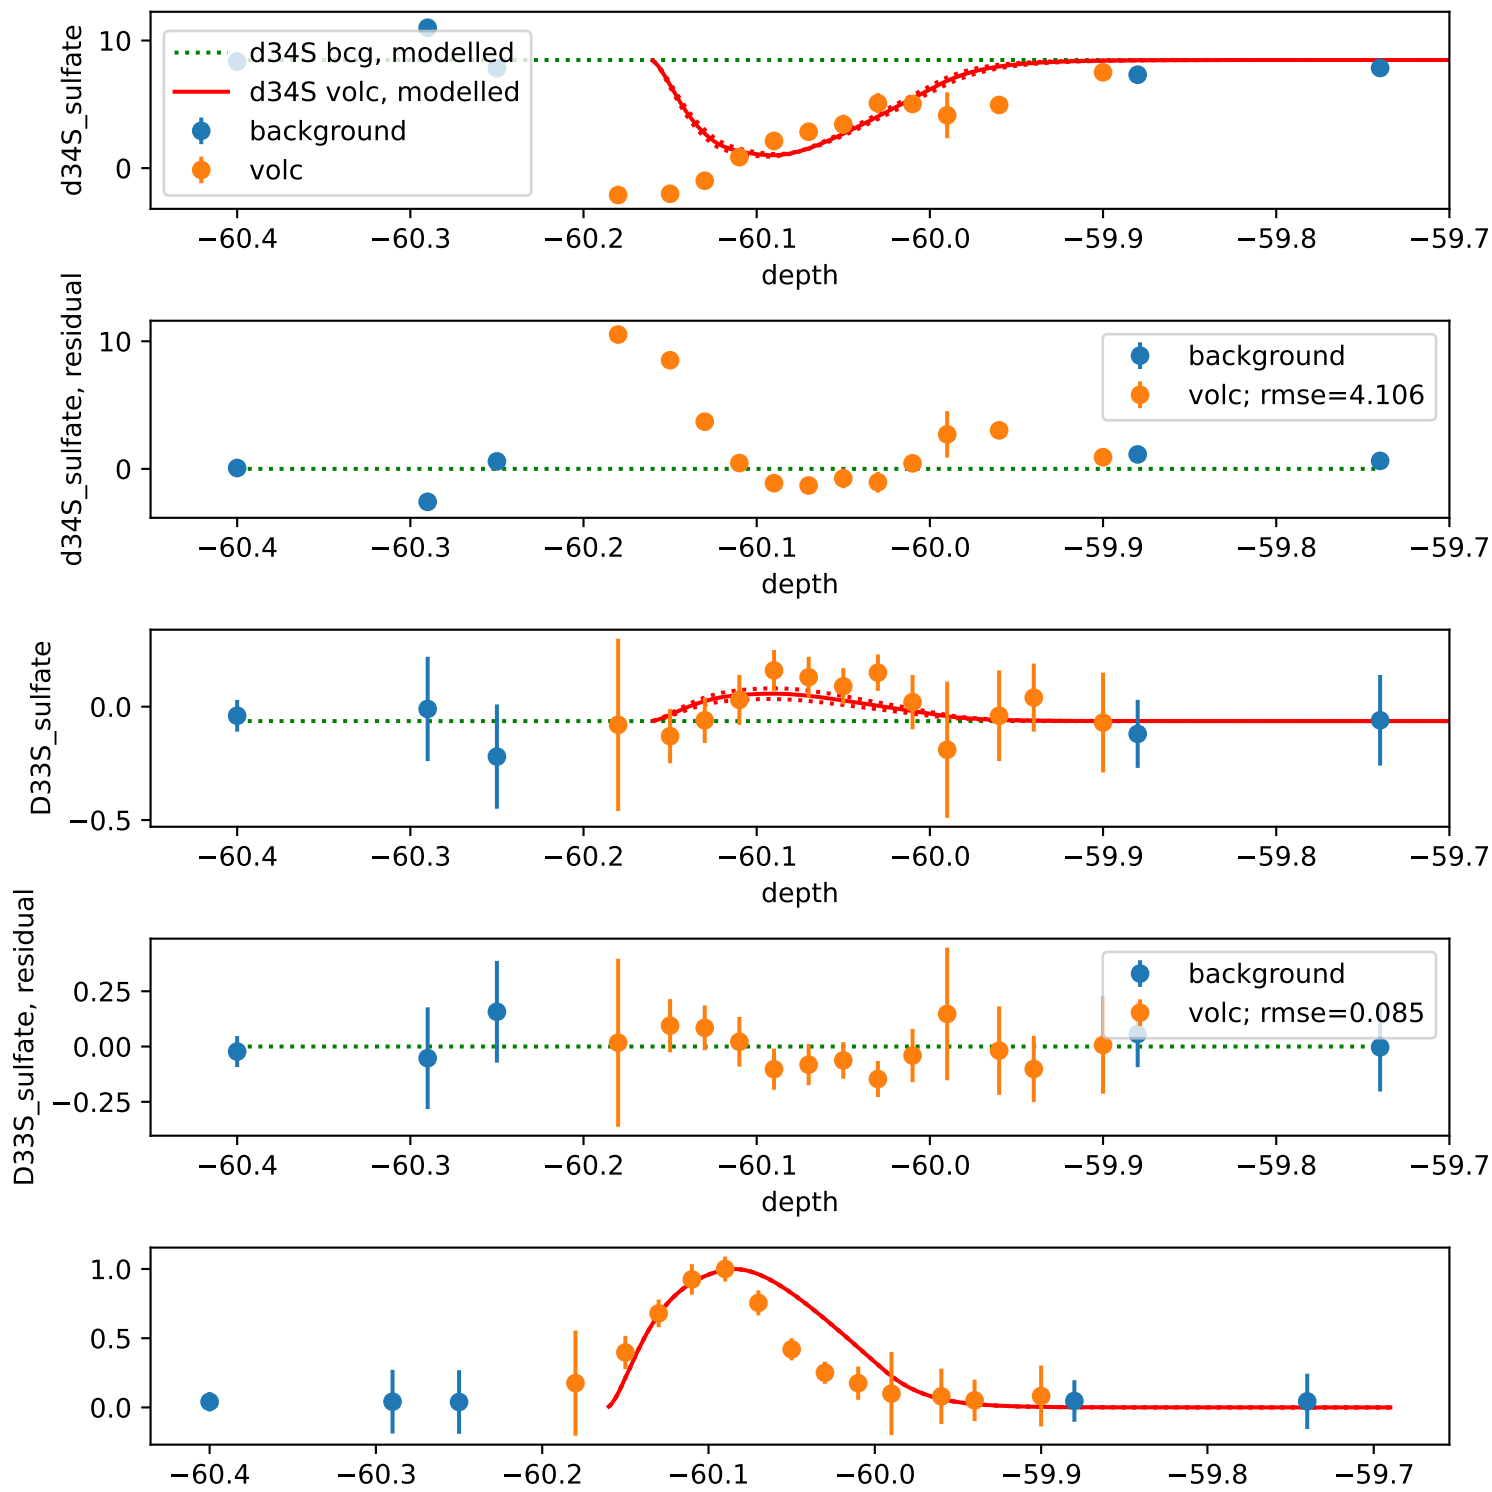 d34S_sulfate
10
0
d34S bcg, modelled
d34S volc, modelled
background
volc
−60.4 −60.3 −60.2 −60.1 −60.0 −59.9 −59.8 −59.7
depth
d34S_sulfate, residual
10
0
background
volc; rmse=4.106
−60.4 −60.3 −60.2 −60.1 −60.0 −59.9 −59.8 −59.7
depth
D33S_sulfate
0.0
−0.5
−60.4 −60.3 −60.2 −60.1 −60.0 −59.9 −59.8 −59.7
depth
D33S_sulfate, residual
0.25
0.00
−0.25
background
volc; rmse=0.085
−60.4 −60.3 −60.2 −60.1 −60.0 −59.9 −59.8 −59.7
depth
1.0
0.5
0.0
−60.4 −60.3 −60.2 −60.1 −60.0 −59.9 −59.8 −59.7